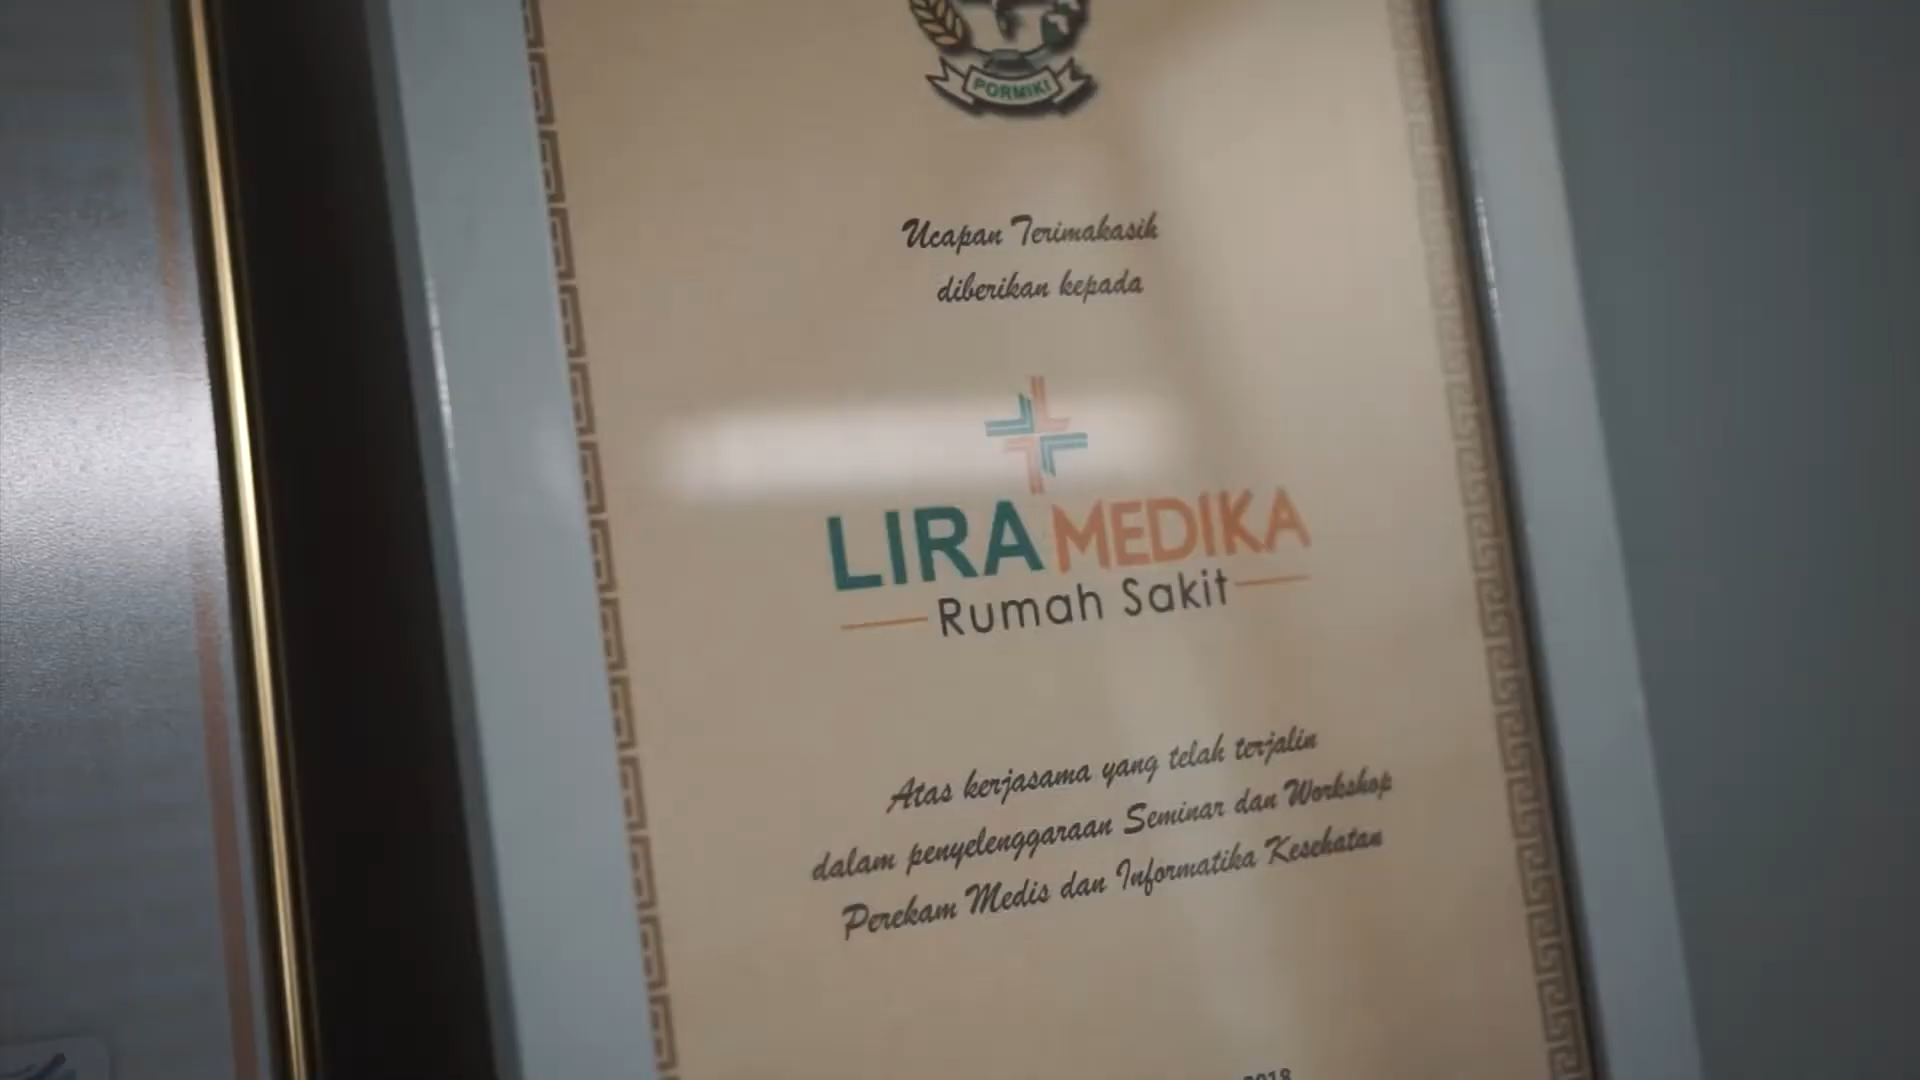 PORMIKI
Ucapan Terimakasih
diberikan kepada
LIRA MEDIKA
Rumah Sakit
Atas kerjasama yang telah terjalin
dalam penyelenggaraan Seminar dan Workshop
Perekam Medis dan Informatika Kesehatan
2018